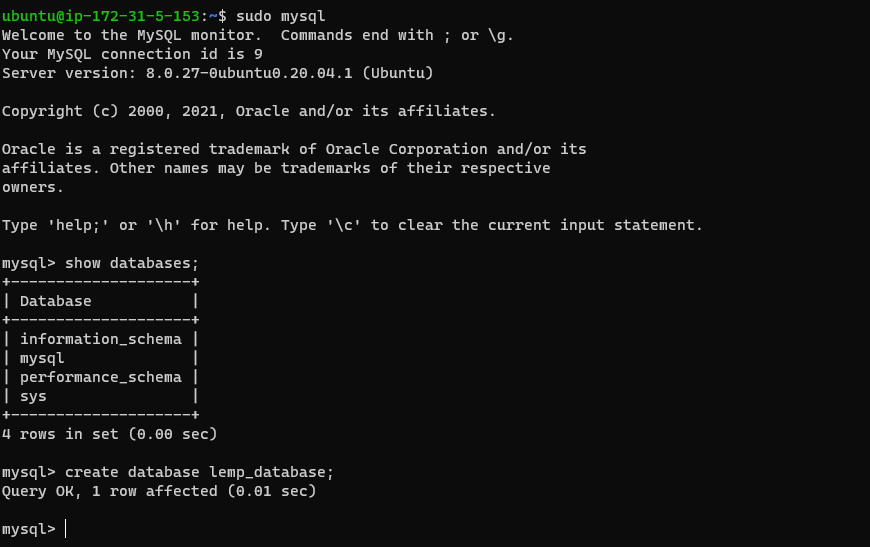 ubuntu@ip-172-31-5-153:~$ sudo mysql
Welcome to the MySQL monitor.  Commands end with ; or \g.
Your MySQL connection id is 9
Server version: 8.0.27-0ubuntu0.20.04.1 (Ubuntu)
Copyright (c) 2000, 2021, Oracle and/or its affiliates.
Oracle is a registered trademark of Oracle Corporation and/or its
affiliates. Other names may be trademarks of their respective
owners.
Type 'help;' or '\h' for help. Type '\c' to clear the current input statement.
mysql> show databases;
+--------------------+
| Database           |
+--------------------+
| information_schema |
| mysql              |
| performance_schema |
| sys                |
+--------------------+
4 rows in set (0.00 sec)
mysql> create database lemp_database;
Query OK, 1 row affected (0.01 sec)
mysql>